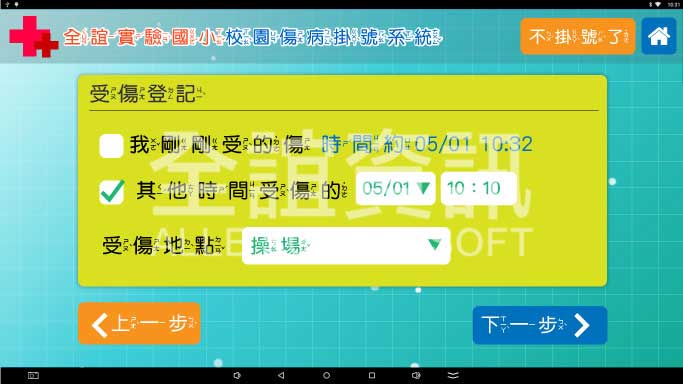 10:31
全誼實驗國小校園傷病掛號系統
不掛號了
受傷登記
我剛剛受的傷 時間約 05/01 10:32
其他時間受傷的 05/01 10:10
受傷地點 操場
全誼資訊
上一步
下一步